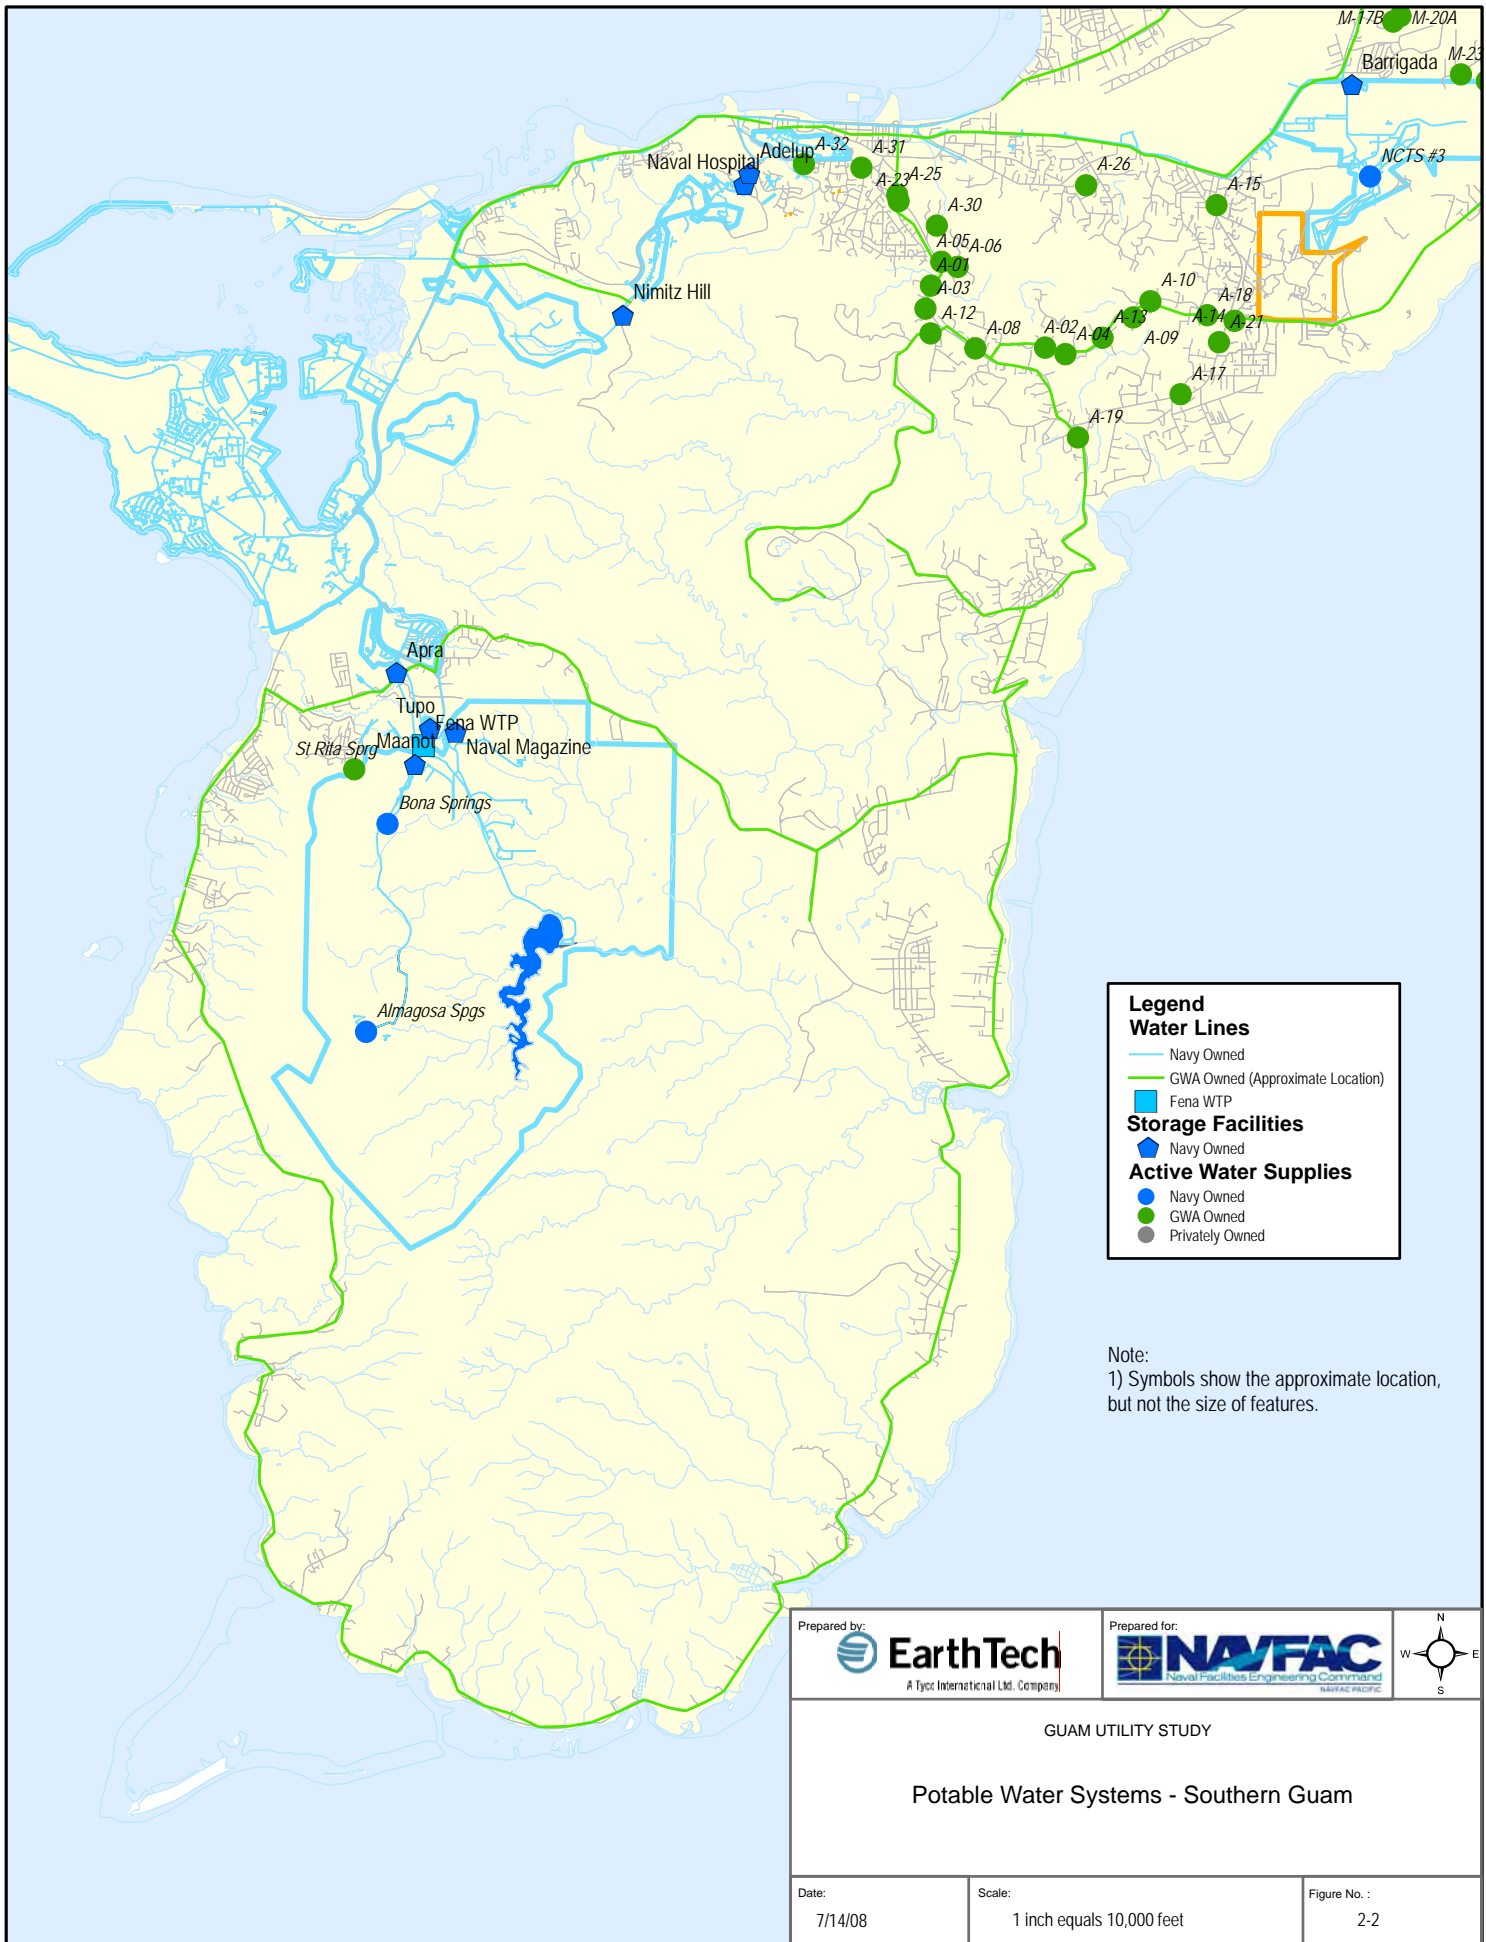 M-17B
M-20A
Barrigada
M-23
Adelup
A-32
A-31
Naval Hospital
NCTS #3
A-23
A-25
A-26
A-15
A-30
A-05
A-06
A-01
A-03
Nimitz Hill
A-10
A-18
A-12
A-13
A-14
A-21
A-08
A-02
A-04
A-09
A-17
A-19
Apra
Tupo
Fena WTP
Maanot
Naval Magazine
St Rita Sprg
Bona Springs
Almagosa Spgs
Legend
Water Lines
Navy Owned
GWA Owned (Approximate Location)
Fena WTP
Storage Facilities
Navy Owned
Active Water Supplies
Navy Owned
GWA Owned
Privately Owned
Note:
1) Symbols show the approximate location,
but not the size of features.
Prepared by:
EarthTech
A Tyco International Ltd. Company
Prepared for:
NAVFAC
Naval Facilities Engineering Command
NAVFAC PACIFIC
N
W
E
S
GUAM UTILITY STUDY
Potable Water Systems - Southern Guam
Date:
7/14/08
Scale:
1 inch equals 10,000 feet
Figure No. :
2-2